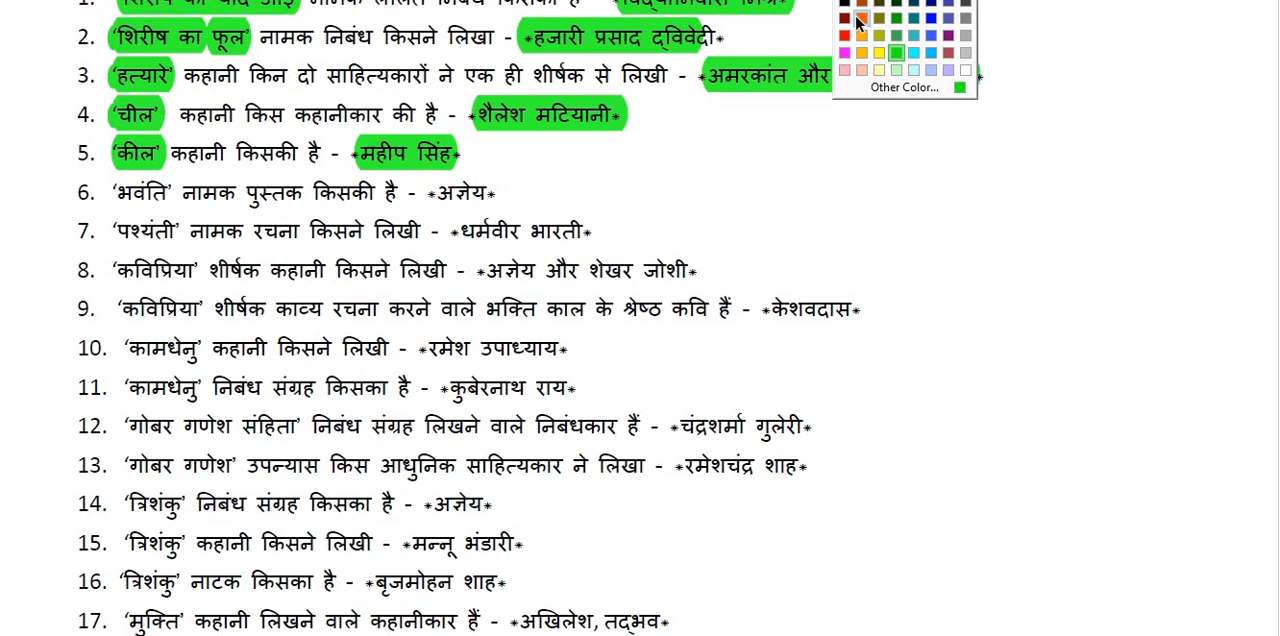 1. ‘शिरीष की याद आई’ नामक ललित निबंध किसका है - *विद्यानिवास मिश्र*
2. ‘शिरीष का फूल’ नामक निबंध किसने लिखा - *हजारी प्रसाद द्विवेदी*
3. ‘हत्यारे’ कहानी किन दो साहित्यकारों ने एक ही शीर्षक से लिखी - *अमरकांत और
Other Color...
4. ‘चील’ कहानी किस कहानीकार की है - *शैलेश मटियानी*
5. ‘कील’ कहानी किसकी है - *महीप सिंह*
6. ‘भवंति’ नामक पुस्तक किसकी है - *अज्ञेय*
7. ‘पश्यंती’ नामक रचना किसने लिखी - *धर्मवीर भारती*
8. ‘कविप्रिया’ शीर्षक कहानी किसने लिखी - *अज्ञेय और शेखर जोशी*
9. ‘कविप्रिया’ शीर्षक काव्य रचना करने वाले भक्ति काल के श्रेष्ठ कवि हैं - *केशवदास*
10. ‘कामधेनु’ कहानी किसने लिखी - *रमेश उपाध्याय*
11. ‘कामधेनु’ निबंध संग्रह किसका है - *कुबेरनाथ राय*
12. ‘गोबर गणेश संहिता’ निबंध संग्रह लिखने वाले निबंधकार हैं - *चंद्रशर्मा गुलेरी*
13. ‘गोबर गणेश’ उपन्यास किस आधुनिक साहित्यकार ने लिखा - *रमेशचंद्र शाह*
14. ‘त्रिशंकु’ निबंध संग्रह किसका है - *अज्ञेय*
15. ‘त्रिशंकु’ कहानी किसने लिखी - *मन्नू भंडारी*
16. ‘त्रिशंकु’ नाटक किसका है - *बृजमोहन शाह*
17. ‘मुक्ति’ कहानी लिखने वाले कहानीकार हैं - *अखिलेश, तद्भव*